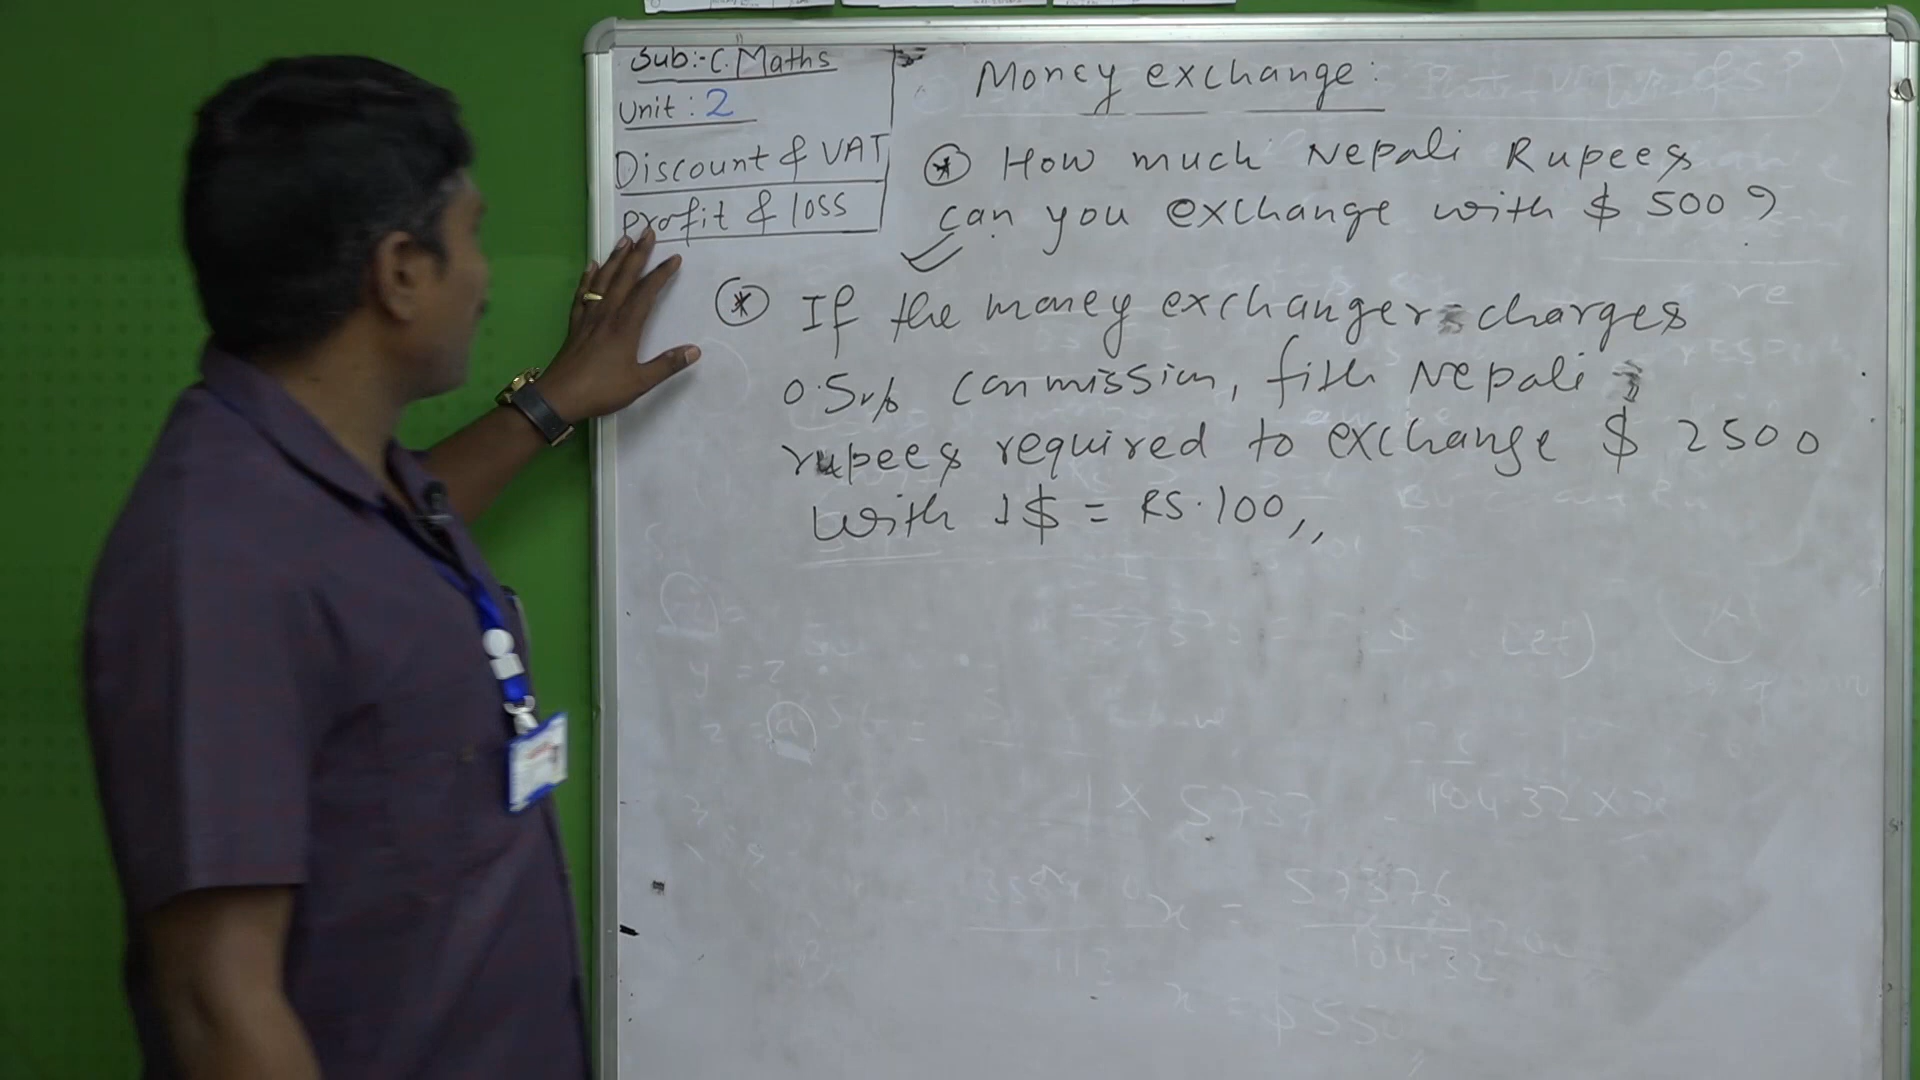 Sub:- C. Maths
Unit : 2
Discount & VAT
Profit & loss
Money exchange:
* How much Nepali Rupees
can you exchange with $ 500?
* If the money exchanger charges
0.5% commission, Nepali
rupees required to exchange $ 2500
with 1$ = RS.100,,